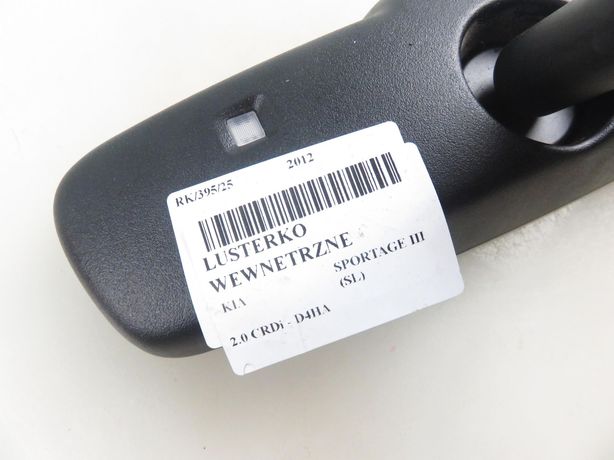 RK/395/25 2012
LUSTERKO
WEWNETRZNE
KIA SPORTAGE III
(SL)
2.0 CRDi - D4HA